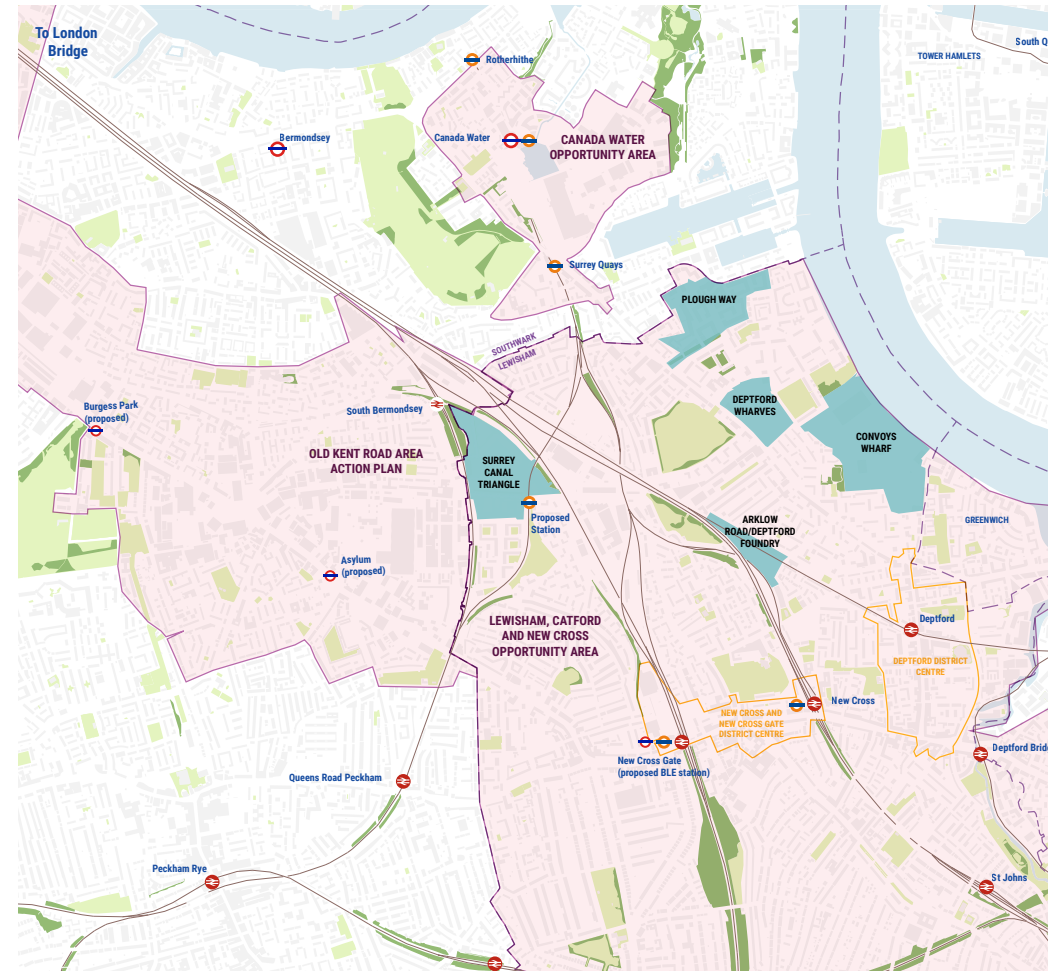 To London
Bridge
South Q
TOWER HAMLETS
Rotherhithe
Bermondsey
Canada Water
CANADA WATER
OPPORTUNITY AREA
Surrey Quays
PLOUGH WAY
SOUTHWARK
LEWISHAM
Burgess Park
(proposed)
South Bermondsey
DEPTFORD
WHARVES
CONVOYS
WHARF
OLD KENT ROAD AREA
ACTION PLAN
SURREY
CANAL
TRIANGLE
Proposed
Station
ARKLOW
ROAD/DEPTFORD
FOUNDRY
GREENWICH
Asylum
(proposed)
LEWISHAM, CATFORD
AND NEW CROSS
OPPORTUNITY AREA
Deptford
DEPTFORD DISTRICT
CENTRE
New Cross
NEW CROSS AND
NEW CROSS GATE
DISTRICT CENTRE
New Cross Gate
(proposed BLE station)
Deptford Bridg
Queens Road Peckham
Peckham Rye
St Johns